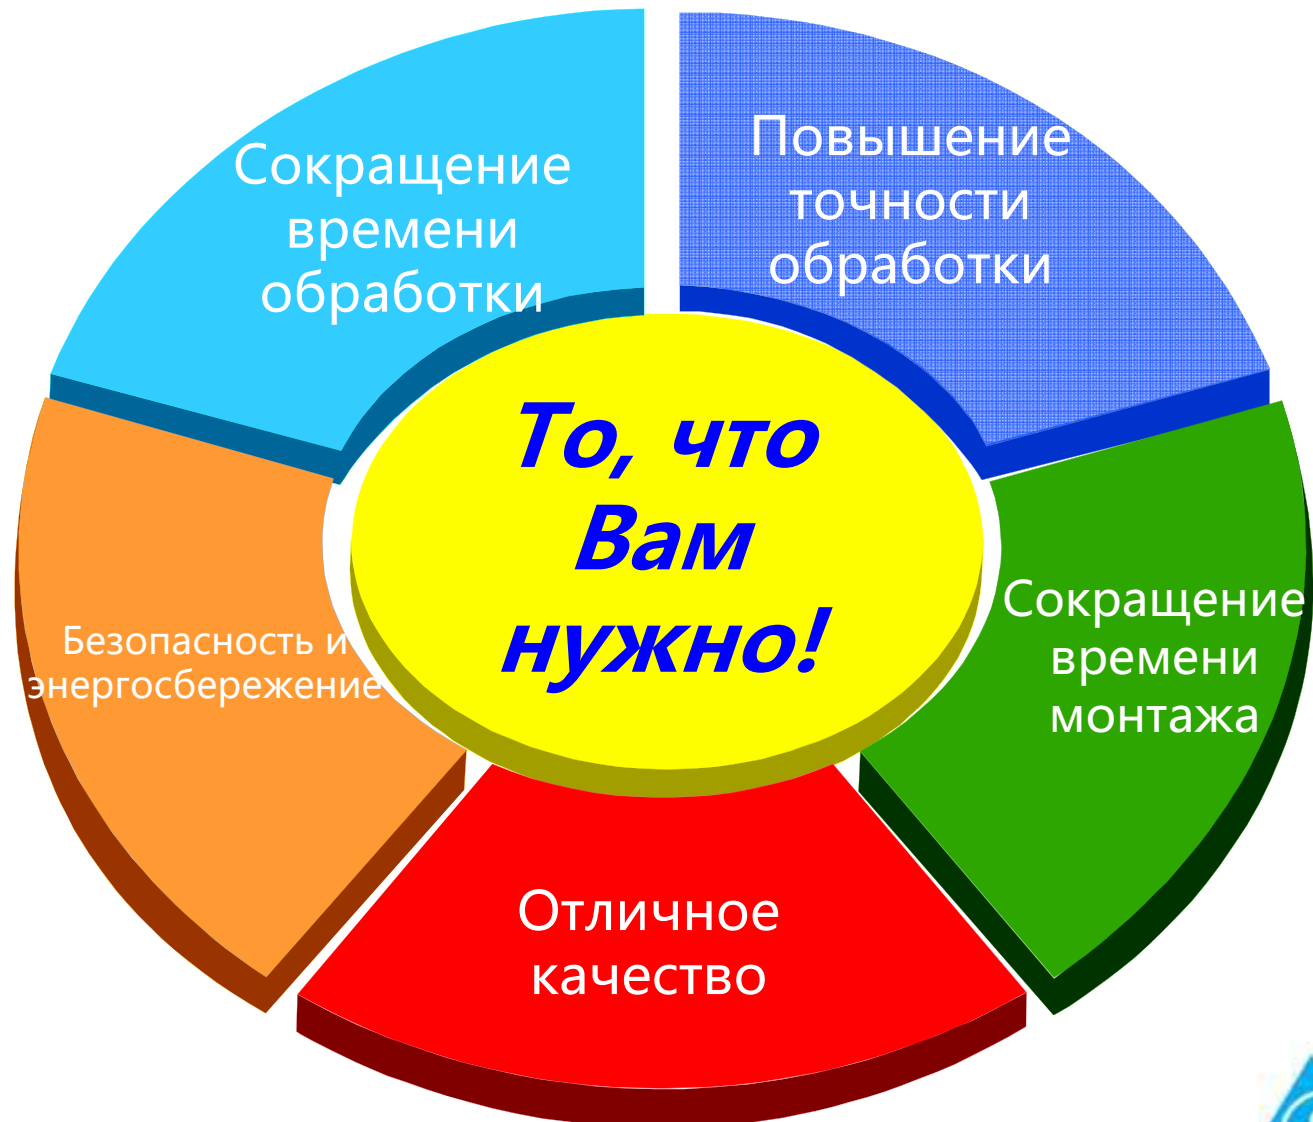 Сокращение
времени
обработки
Повышение
точности
обработки
То, что
Вам
нужно!
Безопасность и
энергосбережение
Сокращение
времени
монтажа
Отличное
качество